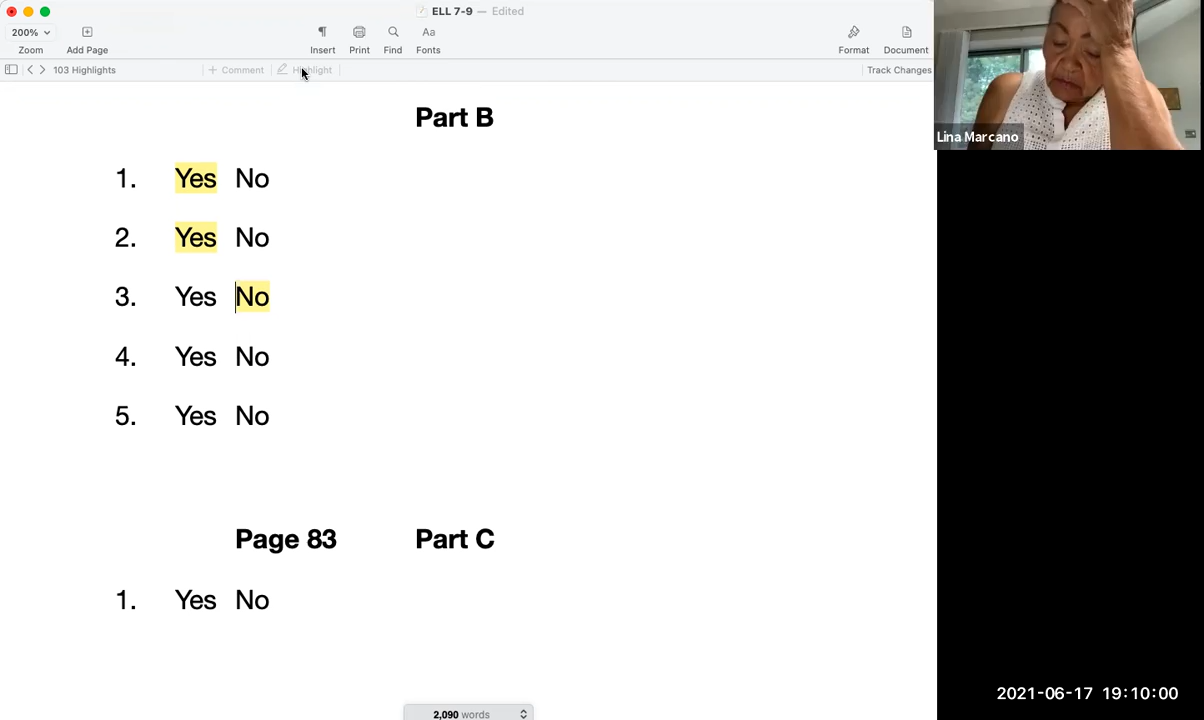 ELL 7-9 — Edited
200%
Zoom Add Page Insert Print Find Fonts Format Document
103 Highlights + Comment Highlight Track Changes
Lina Marcano
Part B
1. Yes No
2. Yes No
3. Yes No
4. Yes No
5. Yes No
Page 83 Part C
1. Yes No
2,090 words
2021-06-17 19:10:00